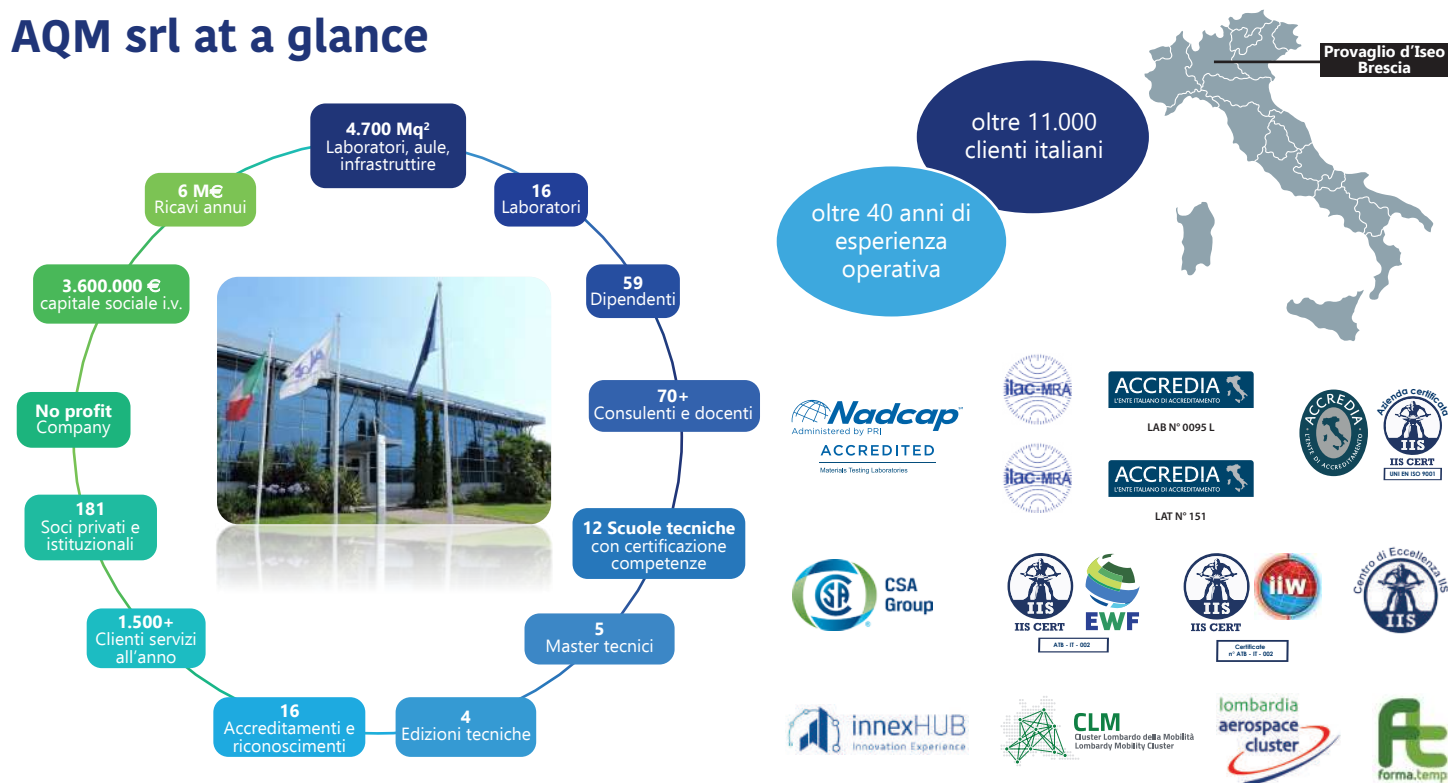 AQM srl at a glance
4.700 Mq²
Laboratori, aule,
infrastruttire
16
Laboratori
59
Dipendenti
70+
Consulenti e docenti
12 Scuole tecniche
con certificazione
competenze
5
Master tecnici
4
Edizioni tecniche
16
Accreditamenti e
riconoscimenti
1.500+
Clienti servizi
all'anno
181
Soci privati e
istituzionali
No profit
Company
3.600.000 €
capitale sociale i.v.
6 M€
Ricavi annui
oltre 11.000
clienti italiani
oltre 40 anni di
esperienza
operativa
Provaglio d'Iseo
Brescia
Nadcap™
Administered by PRI
ACCREDITED
Materials Testing Laboratories
ilac-MRA
ACCREDIA
L'ENTE ITALIANO DI ACCREDITAMENTO
LAB N° 0095 L
ilac-MRA
ACCREDIA
L'ENTE ITALIANO DI ACCREDITAMENTO
LAT N° 151
ACCREDIA
L'ENTE DI ACCREDITAMENTO
Azienda certificata
IIS
IIS CERT
UNI EN ISO 9001
CSA
Group
IIS
IIS CERT
EWF
ATB - IT - 002
IIS
IIS CERT
iiw
Certificate
n° ATB - IT - 002
Centro di Eccellenza IIS
IIS
innexHUB
Innovation Experience
CLM
Cluster Lombardo della Mobilità
Lombardy Mobility Cluster
lombardia
aerospace
cluster
Ft
forma.temp